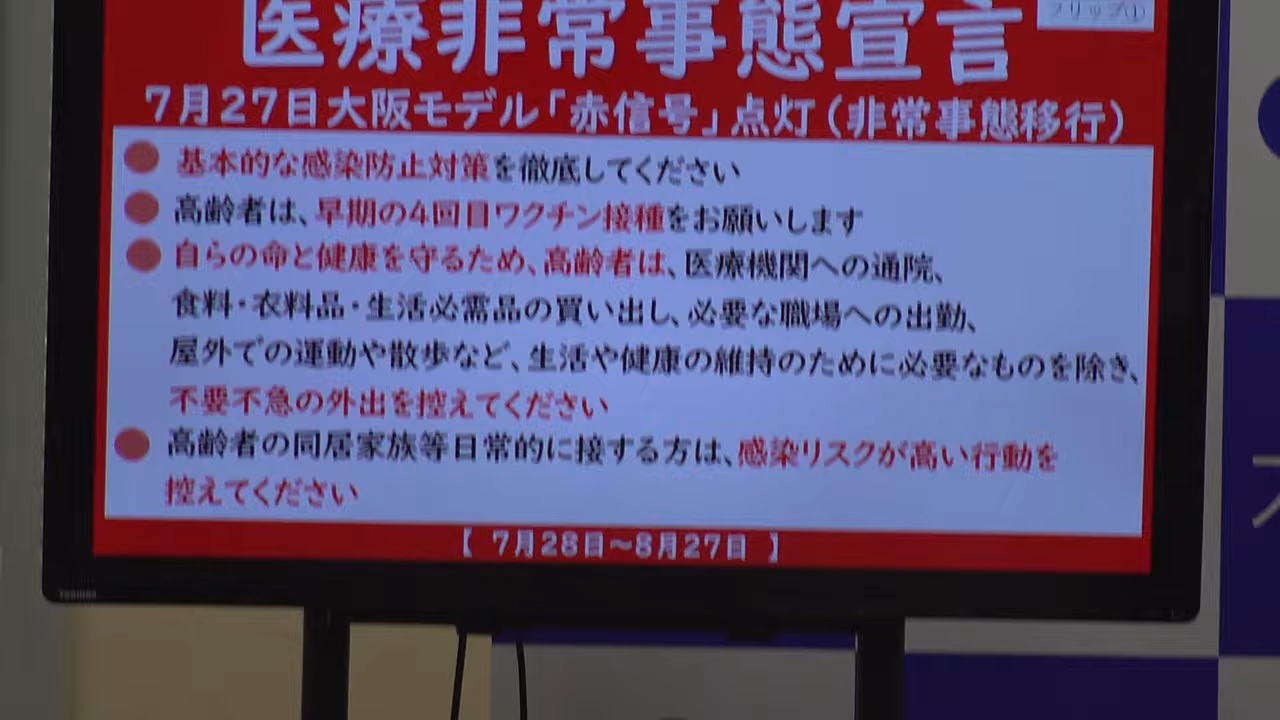 医療非常事態宣言
フリップ①
7月27日大阪モデル「赤信号」点灯(非常事態移行)
● 基本的な感染防止対策を徹底してください
● 高齢者は、早期の4回目ワクチン接種をお願いします
● 自らの命と健康を守るため、高齢者は、医療機関への通院、
食料・衣料品・生活必需品の買い出し、必要な職場への出勤、
屋外での運動や散歩など、生活や健康の維持のために必要なものを除き、
不要不急の外出を控えてください
● 高齢者の同居家族等日常的に接する方は、感染リスクが高い行動を
控えてください
【 7月28日~8月27日 】
TOSHIBA